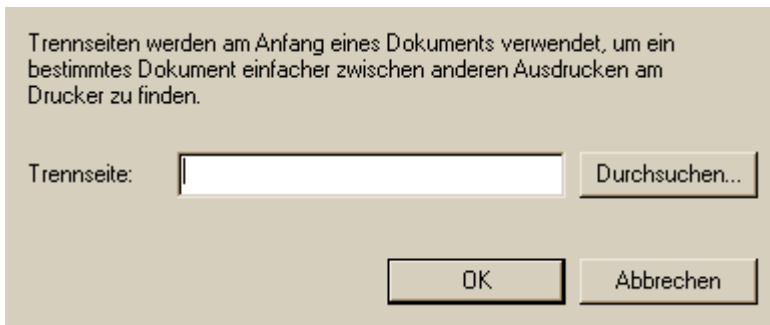 Trennseiten werden am Anfang eines Dokuments verwendet, um ein
bestimmtes Dokument einfacher zwischen anderen Ausdrucken am
Drucker zu finden.
Trennseite:
Durchsuchen...
OK
Abbrechen